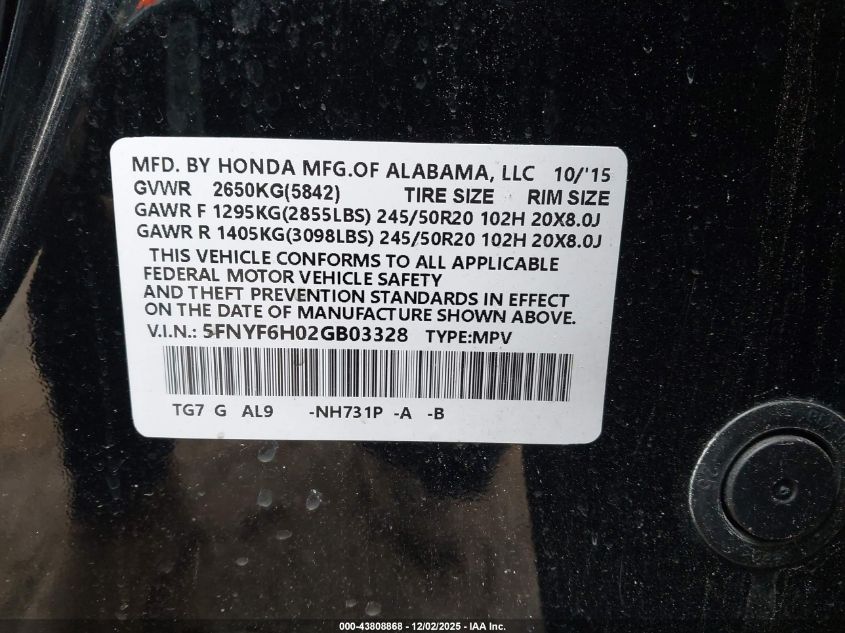 MFD. BY HONDA MFG.OF ALABAMA, LLC 10/'15
GVWR 2650KG(5842) TIRE SIZE RIM SIZE
GAWR F 1295KG(2855LBS) 245/50R20 102H 20X8.0J
GAWR R 1405KG(3098LBS) 245/50R20 102H 20X8.0J
THIS VEHICLE CONFORMS TO ALL APPLICABLE
FEDERAL MOTOR VEHICLE SAFETY
AND THEFT PREVENTION STANDARDS IN EFFECT
ON THE DATE OF MANUFACTURE SHOWN ABOVE.
V.I.N.: 5FNYF6H02GB03328 TYPE:MPV
TG7 G AL9 -NH731P -A -B
000-43808868 - 12/02/2025 - IAA Inc.